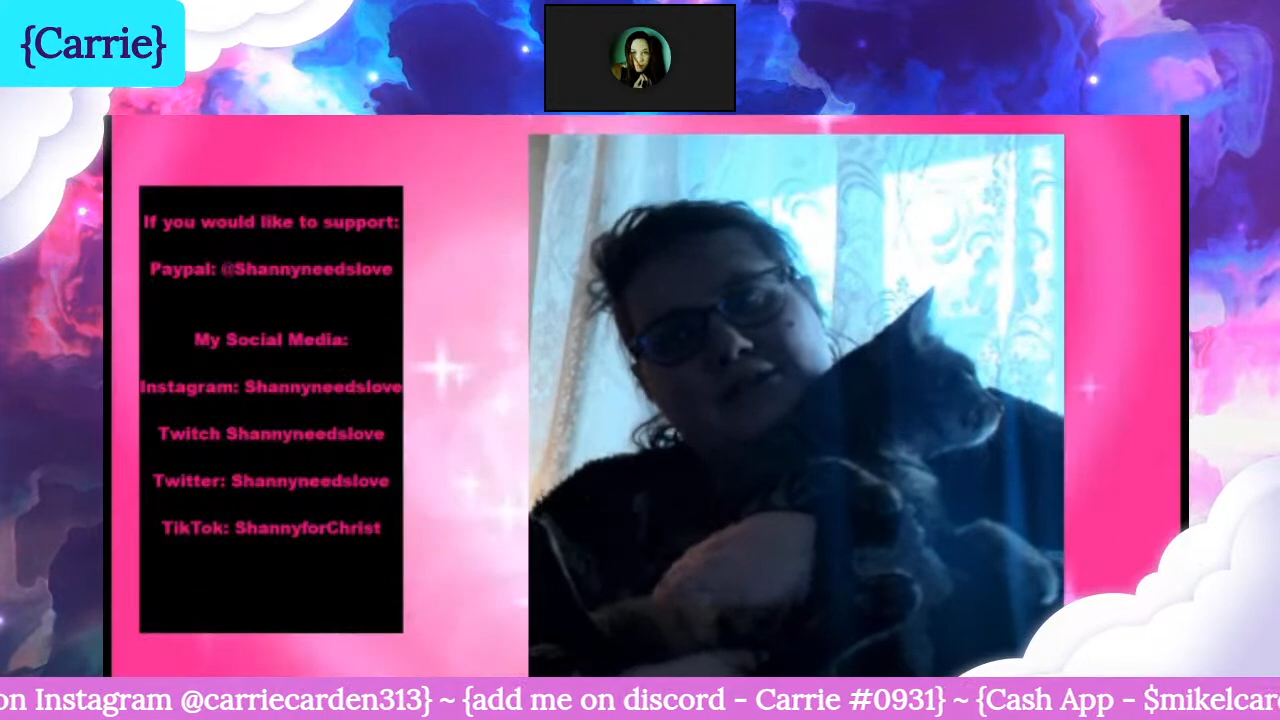 {Carrie}
If you would like to support:
Paypal: @Shannyneedslove
My Social Media:
Instagram: Shannyneedslove
Twitch Shannyneedslove
Twitter: Shannyneedslove
TikTok: ShannyforChrist
on Instagram @carriecarden313} ~ {add me on discord - Carrie #0931} ~ {Cash App - $mikelcar